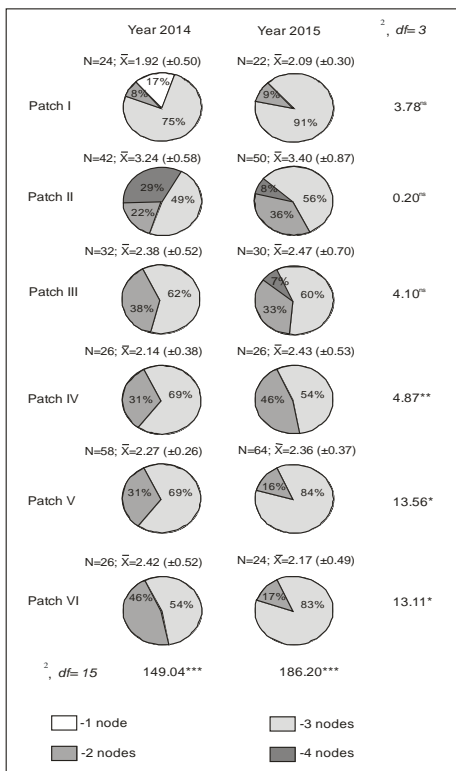 Year 2014 Year 2015 ², df= 3
N=24; X̅=1.92 (±0.50) N=22; X̅=2.09 (±0.30)
17%
8% 9%
Patch I 3.78ns
75% 91%
N=42; X̅=3.24 (±0.58) N=50; X̅=3.40 (±0.87)
29% 8% 56%
Patch II 49% 0.20ns
22% 36%
N=32; X̅=2.38 (±0.52) N=30; X̅=2.47 (±0.70)
7%
Patch III 62% 60% 4.10ns
38% 33%
N=26; X̅=2.14 (±0.38) N=26; X̅=2.43 (±0.53)
Patch IV 31% 69% 46% 54% 4.87**
N=58; X̅=2.27 (±0.26) N=64; X̅=2.36 (±0.37)
16%
Patch V 31% 69% 84% 13.56*
N=26; X̅=2.42 (±0.52) N=24; X̅=2.17 (±0.49)
46% 17%
Patch VI 54% 83% 13.11*
², df= 15 149.04*** 186.20***
-1 node -3 nodes
-2 nodes -4 nodes